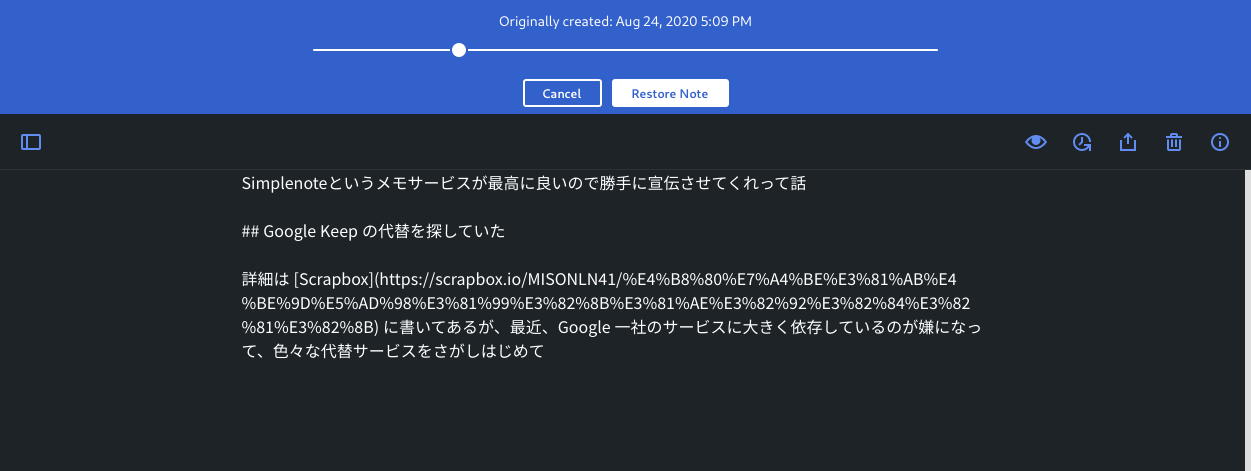 Originally created: Aug 24, 2020 5:09 PM
Cancel
Restore Note
Simplenoteというメモサービスが最高に良いので勝手に宣伝させてくれって話
## Google Keep の代替を探していた
詳細は [Scrapbox](https://scrapbox.io/MISONLN41/%E4%B8%80%E7%A4%BE%E3%81%AB%E4
%BE%9D%E5%AD%98%E3%81%99%E3%82%8B%E3%81%AE%E3%82%92%E3%82%84%E3%82
%81%E3%82%8B) に書いてあるが、最近、Google 一社のサービスに大きく依存しているのが嫌になっ
て、色々な代替サービスをさがしはじめて